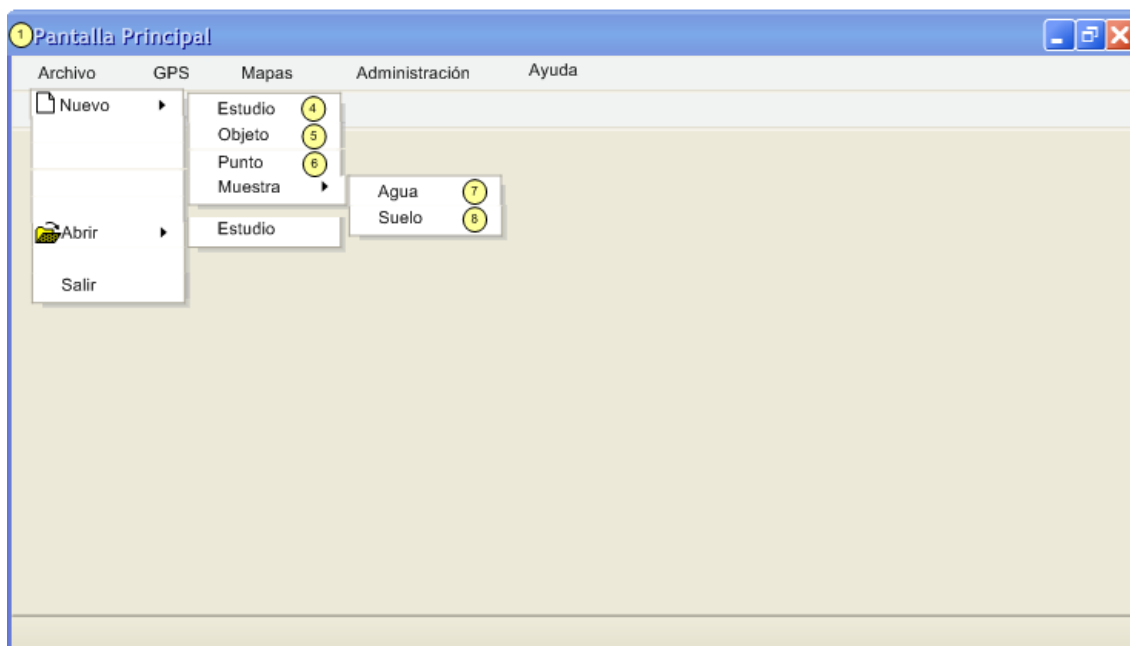 1 Pantalla Principal
Archivo GPS Mapas Administración Ayuda
Nuevo Estudio 4
Objeto 5
Punto 6
Muestra Agua 7
Suelo 8
Abrir Estudio
Salir